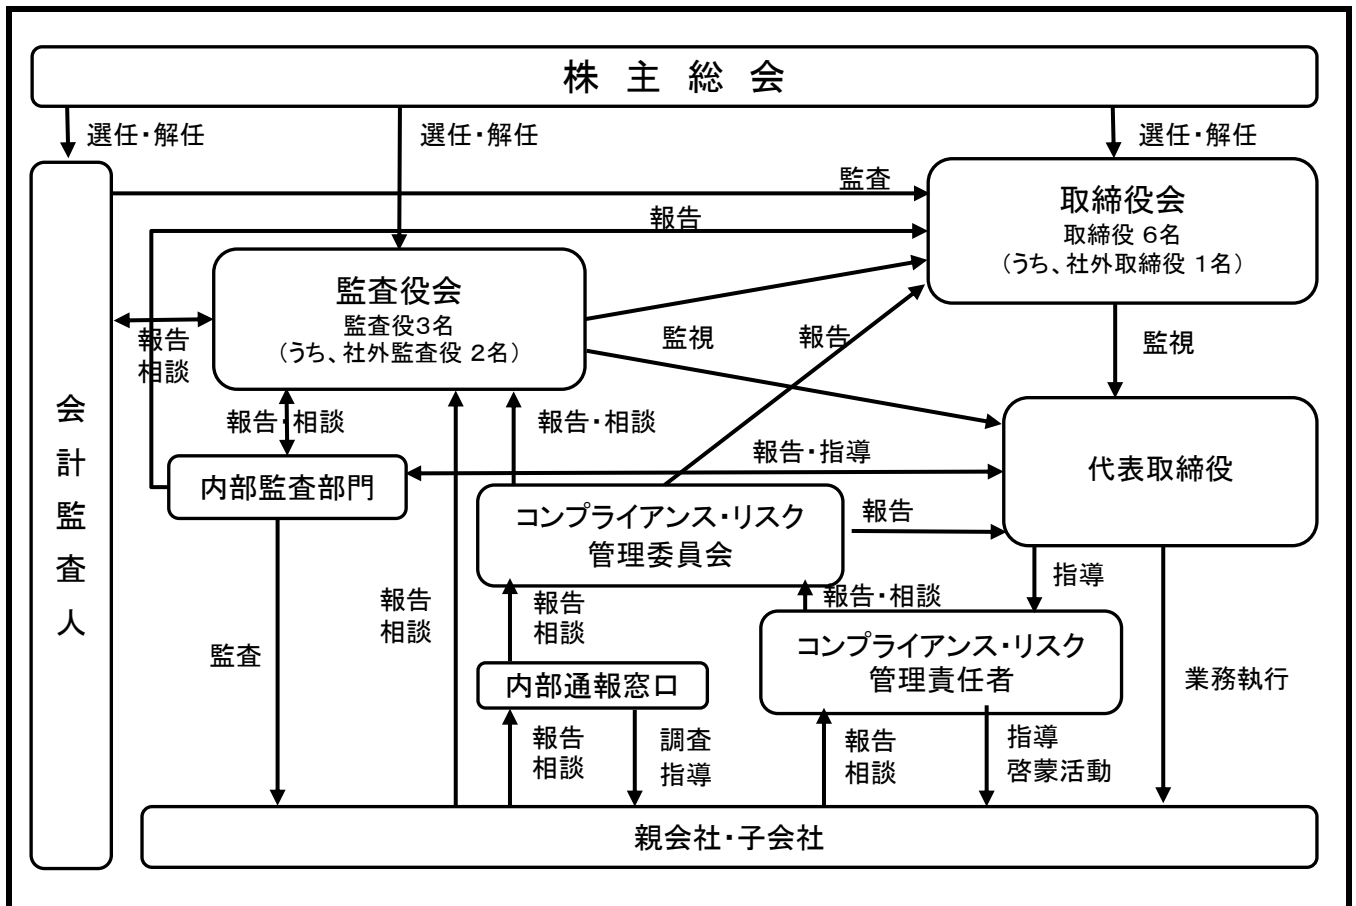 株 主 総 会
選任・解任
選任・解任
選任・解任
監査
取締役会
取締役 6名
（うち、社外取締役 1名）
報告
監査役会
監査役3名
（うち、社外監査役 2名）
報告
相談
監視
報告
監視
会計監査人
報告・相談
報告・相談
報告・指導
代表取締役
内部監査部門
コンプライアンス・リスク
管理委員会
報告
指導
報告
相談
報告
相談
報告・相談
監査
コンプライアンス・リスク
管理責任者
内部通報窓口
業務執行
報告
相談
調査
指導
報告
相談
指導
啓蒙活動
親会社・子会社